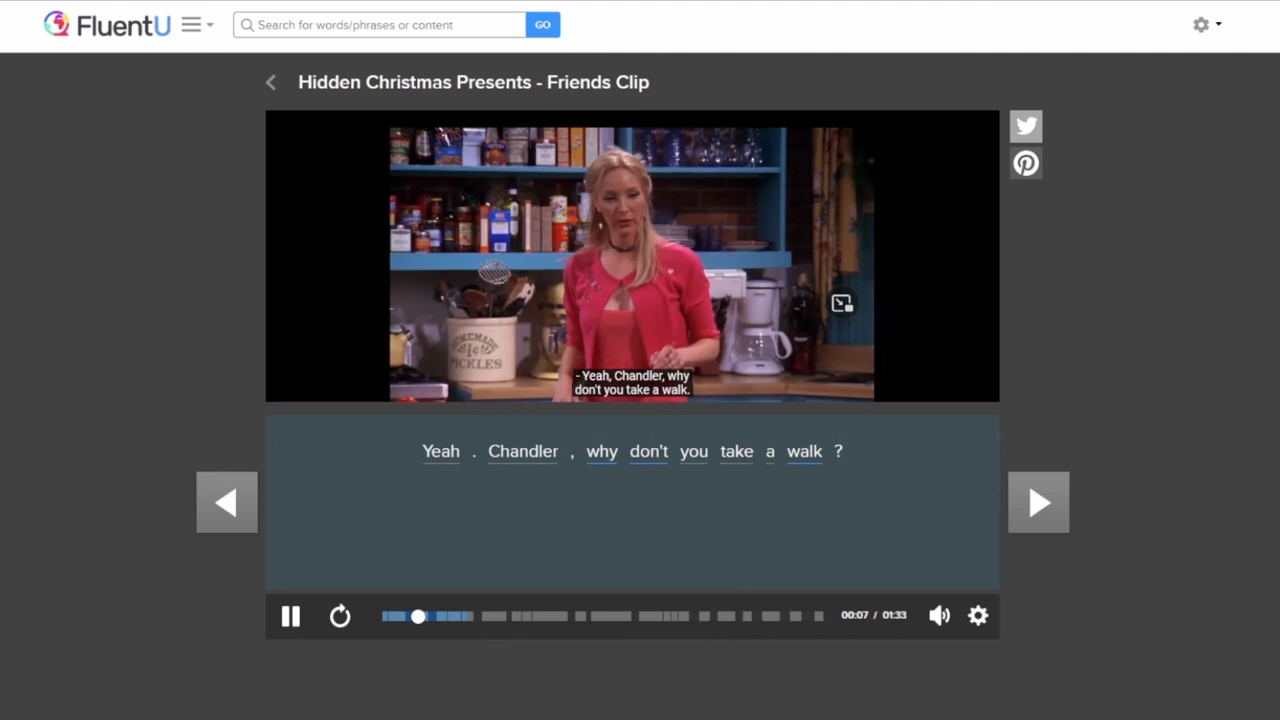 FluentU
Search for words/phrases or content
GO
Hidden Christmas Presents - Friends Clip
HOMEMADE
1¢
PICKLES
- Yeah, Chandler, why
don't you take a walk.
Yeah . Chandler , why don't you take a walk ?
00:07 / 01:33